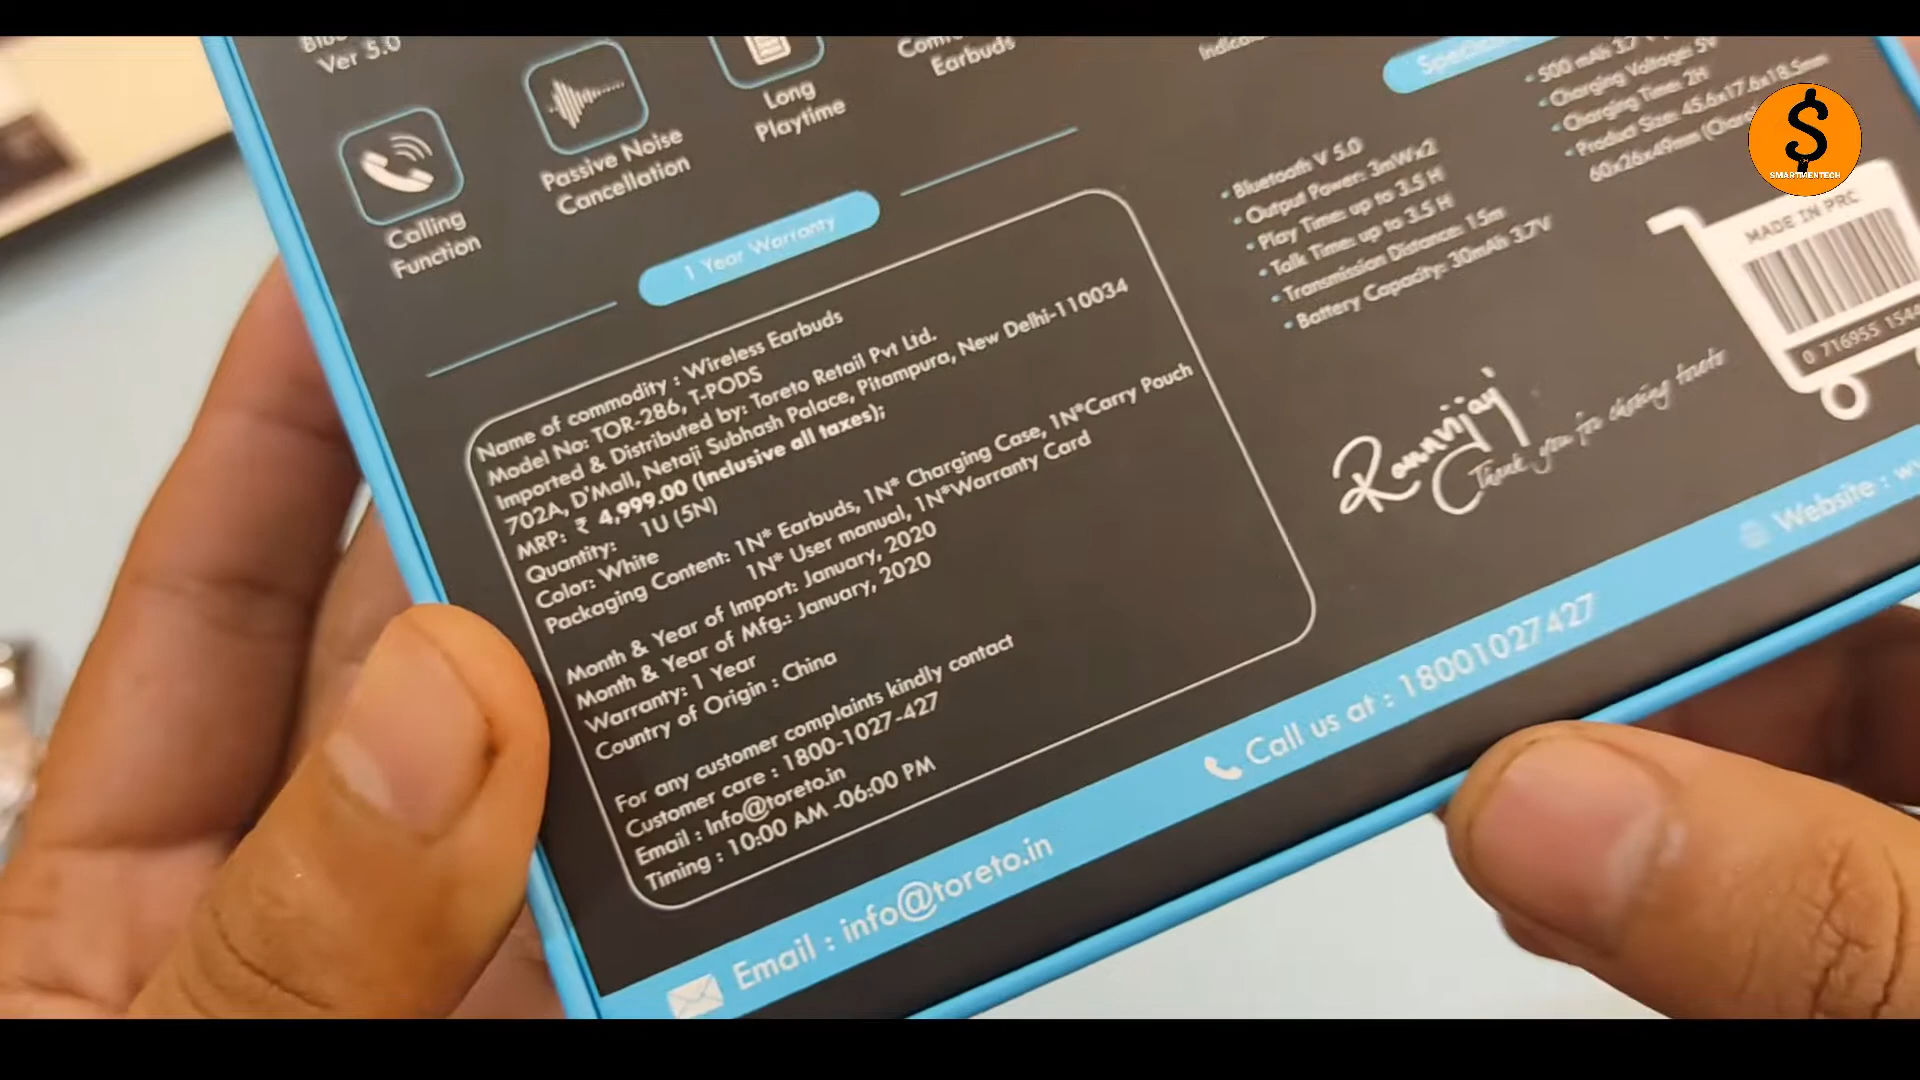 Ver 5.0
Calling
Function
Passive Noise
Cancellation
Long
Playtime
Earbuds
1 Year Warranty
Name of commodity : Wireless Earbuds
Model No: TOR-286, T-PODS
Imported & Distributed by: Toreto Retail Pvt Ltd.
702A, D'Mall, Netaji Subhash Palace, Pitampura, New Delhi-110034
MRP: ₹ 4,999.00 (Inclusive all taxes);
Quantity: 1U (5N)
Color: White
Packaging Content: 1N* Earbuds, 1N* Charging Case, 1N*Carry Pouch
1N* User manual, 1N*Warranty Card
Month & Year of Import: January, 2020
Month & Year of Mfg.: January, 2020
Warranty: 1 Year
Country of Origin : China
For any customer complaints kindly contact
Customer care : 1800-1027-427
Email : Info@toreto.in
Timing : 10:00 AM -06:00 PM
• Bluetooth V 5.0
• Output Power: 3mWx2
• Play Time: up to 3.5 H
• Talk Time: up to 3.5 H
• Transmission Distance: 15m
• Battery Capacity: 30mAh 3.7V
• 500 mAh 3.7
• Charging Voltage: 5V
• Charging Time: 2H
• Product Size: 45.6x17.6x18.5mm
60x26x49mm
SMARTMENTECH
MADE IN PRC
0 716955
Rannvijay
Thank you for choosing toreto
Email : info@toreto.in
Call us at : 18001027427
Website :